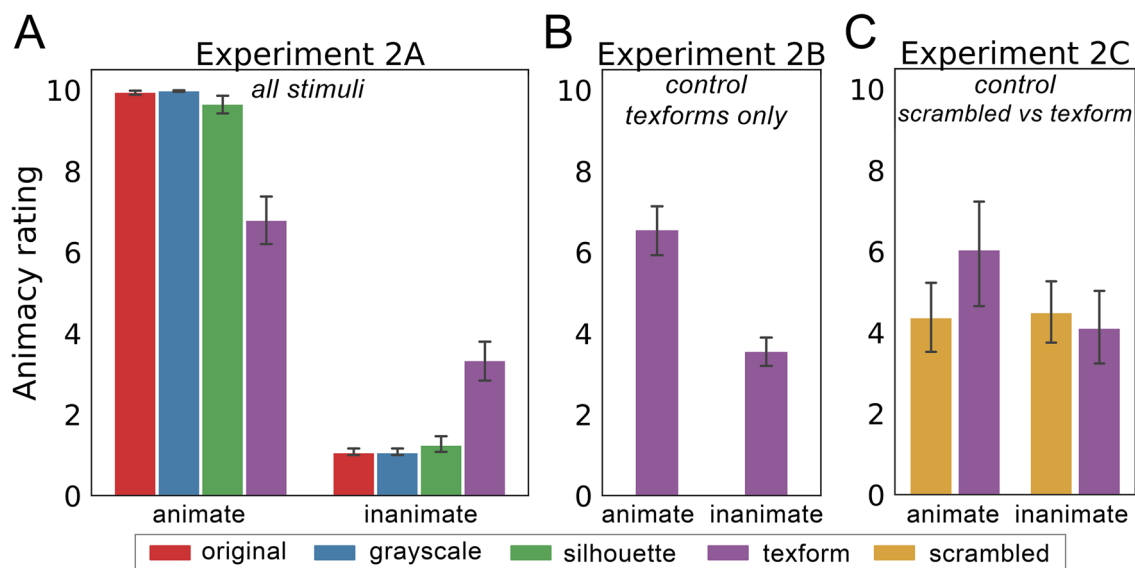 A
Experiment 2A
all stimuli
Animacy rating
10
8
6
4
2
0
animate inanimate
B
Experiment 2B
control
texforms only
10
8
6
4
2
0
animate inanimate
C
Experiment 2C
control
scrambled vs texform
10
8
6
4
2
0
animate inanimate
original grayscale silhouette texform scrambled